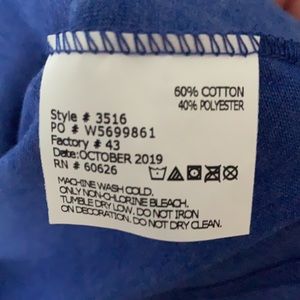 60% COTTON
40% POLYESTER
Style # 3516
PO # W5699861
Factory # 43
Date:OCTOBER 2019
RN # 60626
MACHINE WASH COLD.
ONLY NON-CHLORINE BLEACH.
TUMBLE DRY LOW. DO NOT IRON
ON DECORATION. DO NOT DRY CLEAN.